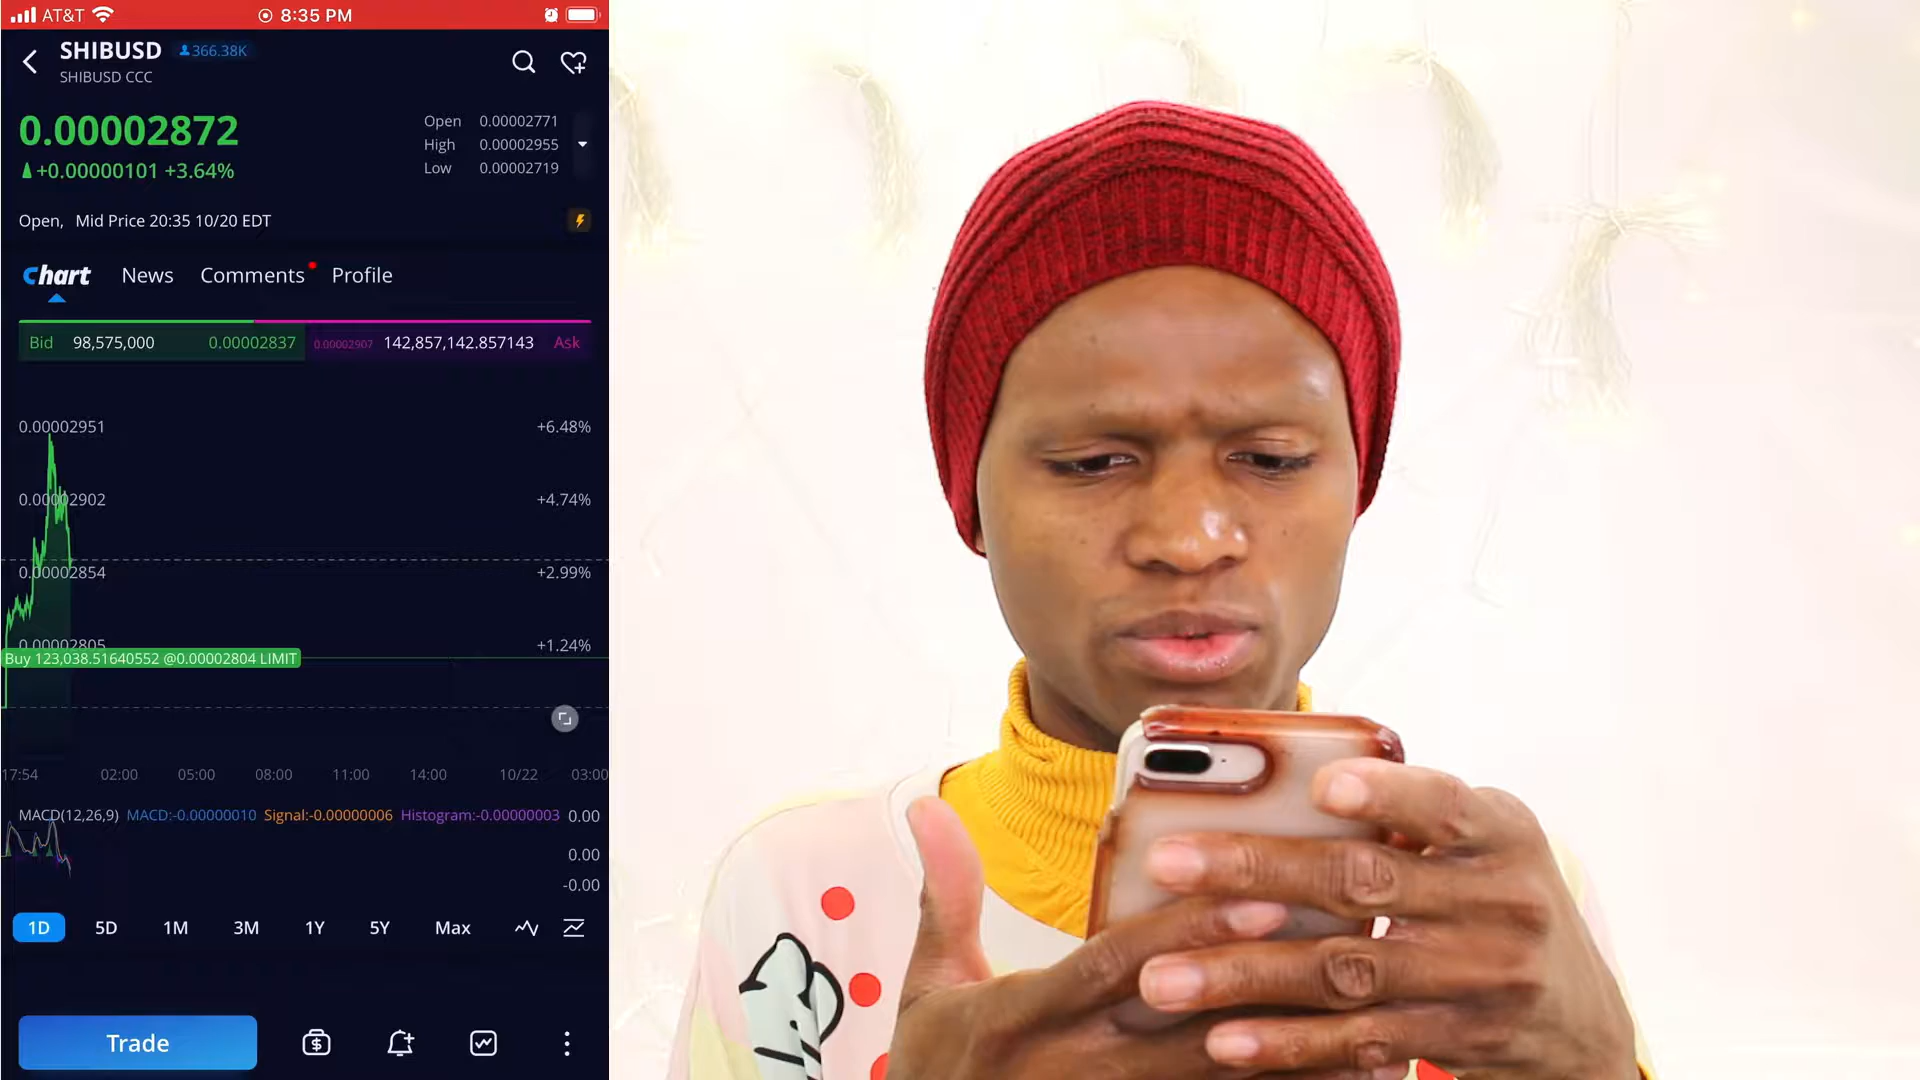 AT&T 8:35 PM
SHIBUSD 366.38K
SHIBUSD CCC
0.00002872
+0.00000101 +3.64%
Open 0.00002771
High 0.00002955
Low 0.00002719
Open, Mid Price 20:35 10/20 EDT
Chart News Comments Profile
Bid 98,575,000 0.00002837 0.00002907 142,857,142.857143 Ask
0.00002951 +6.48%
0.00002902 +4.74%
0.00002854 +2.99%
0.00002805 +1.24%
Buy 123,038.51640552 @0.00002804 LIMIT
17:54 02:00 05:00 08:00 11:00 14:00 10/22 03:00
MACD(12,26,9) MACD:-0.00000010 Signal:-0.00000006 Histogram:-0.00000003 0.00
0.00
-0.00
1D 5D 1M 3M 1Y 5Y Max
Trade